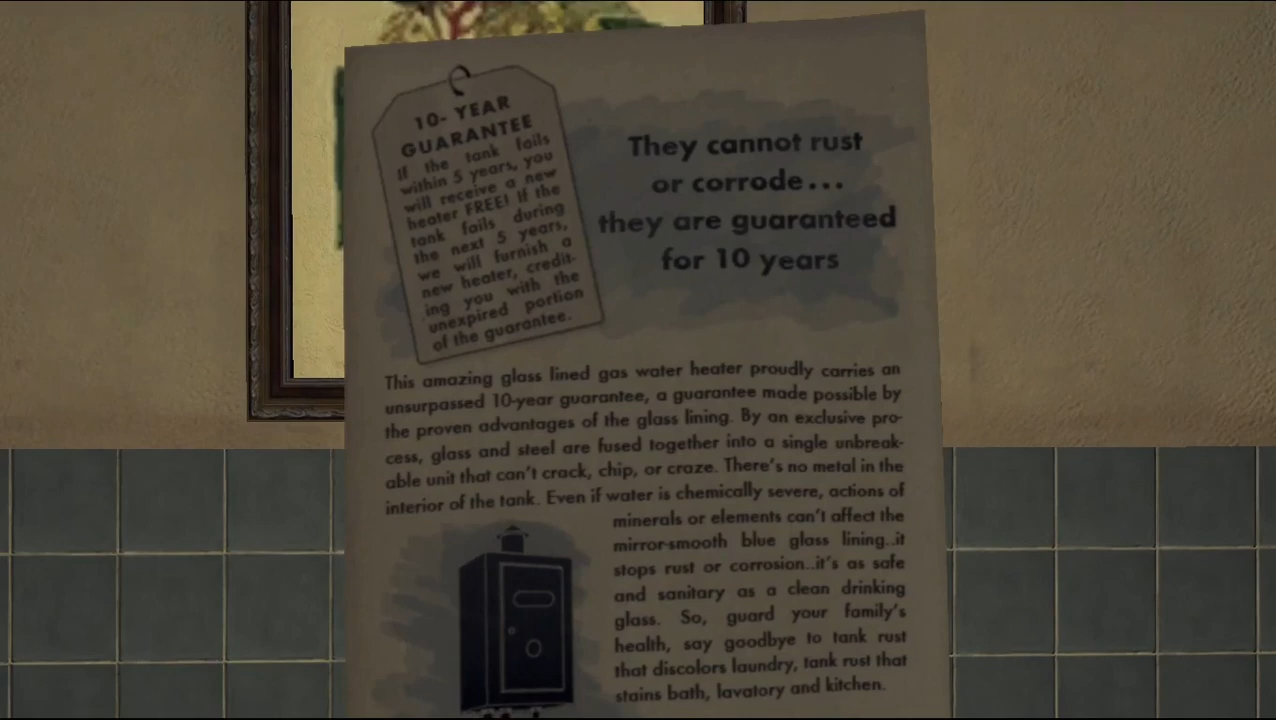 10- YEAR
GUARANTEE
If the tank fails
within 5 years, you
will receive a new
heater FREE! If the
tank fails during
the next 5 years,
we will furnish a
new heater, credit-
ing you with the
unexpired portion
of the guarantee.
They cannot rust
or corrode...
they are guaranteed
for 10 years
This amazing glass lined gas water heater proudly carries an
unsurpassed 10-year guarantee, a guarantee made possible by
the proven advantages of the glass lining. By an exclusive pro-
cess, glass and steel are fused together into a single unbreak-
able unit that can't crack, chip, or craze. There's no metal in the
interior of the tank. Even if water is chemically severe, actions of
minerals or elements can't affect the
mirror-smooth blue glass lining..it
stops rust or corrosion..it's as safe
and sanitary as a clean drinking
glass. So, guard your family's
health, say goodbye to tank rust
that discolors laundry, tank rust that
stains bath, lavatory and kitchen.